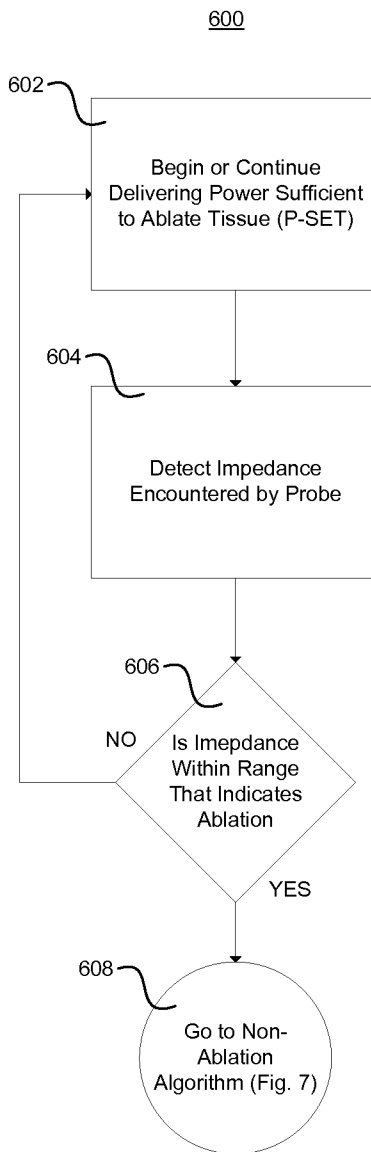 600
602
Begin or Continue
Delivering Power Sufficient
to Ablate Tissue (P-SET)
604
Detect Impedance
Encountered by Probe
606
NO
Is Imepdance
Within Range
That Indicates
Ablation
YES
608
Go to Non-
Ablation
Algorithm (Fig. 7)